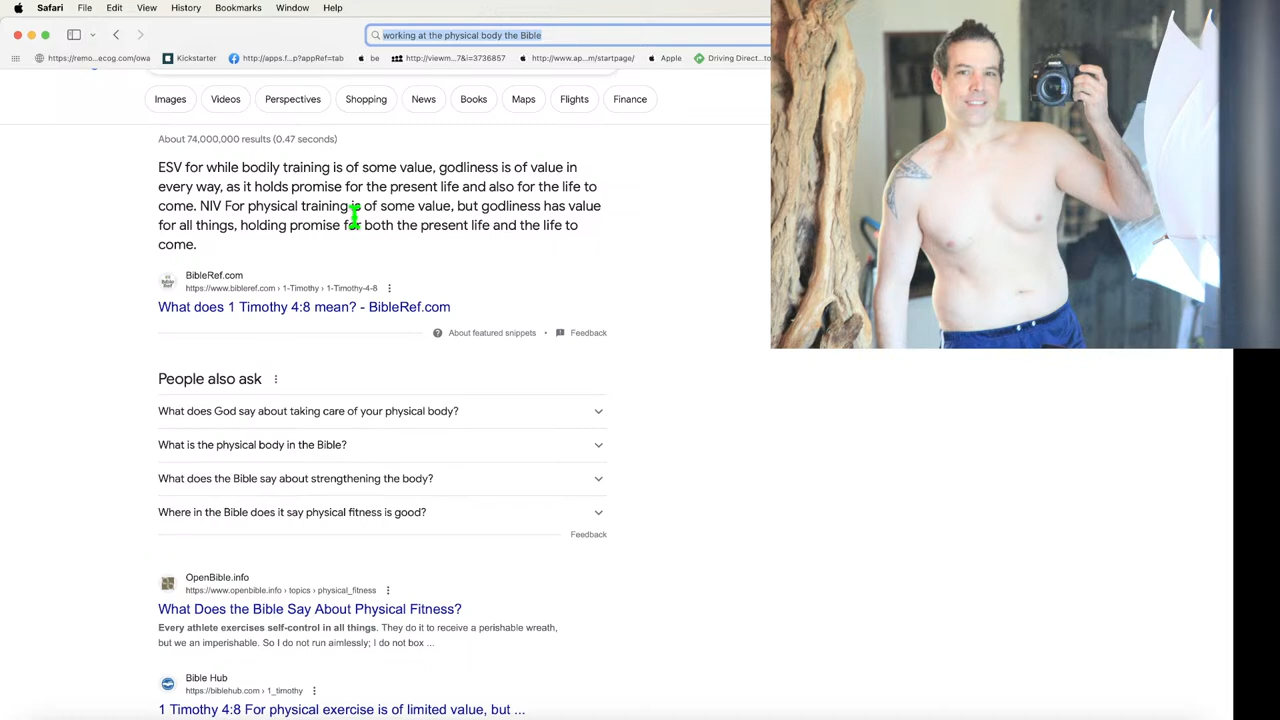 Safari File Edit View History Bookmarks Window Help
working at the physical body the Bible
https://remo...ecog.com/owa Kickstarter http://apps.f...p?appRef=tab be http://viewm...7&i=3736857 http://www.ap...m/startpage/ Apple Driving Direct...to
Images Videos Perspectives Shopping News Books Maps Flights Finance
About 74,000,000 results (0.47 seconds)
ESV for while bodily training is of some value, godliness is of value in
every way, as it holds promise for the present life and also for the life to
come. NIV For physical training is of some value, but godliness has value
for all things, holding promise for both the present life and the life to
come.
BibleRef.com
https://www.bibleref.com › 1-Timothy › 1-Timothy-4-8
What does 1 Timothy 4:8 mean? - BibleRef.com
About featured snippets • Feedback
People also ask
What does God say about taking care of your physical body?
What is the physical body in the Bible?
What does the Bible say about strengthening the body?
Where in the Bible does it say physical fitness is good?
Feedback
OpenBible.info
https://www.openbible.info › topics › physical_fitness
What Does the Bible Say About Physical Fitness?
Every athlete exercises self-control in all things. They do it to receive a perishable wreath,
but we an imperishable. So I do not run aimlessly; I do not box ...
Bible Hub
https://biblehub.com › 1_timothy
1 Timothy 4:8 For physical exercise is of limited value, but ...